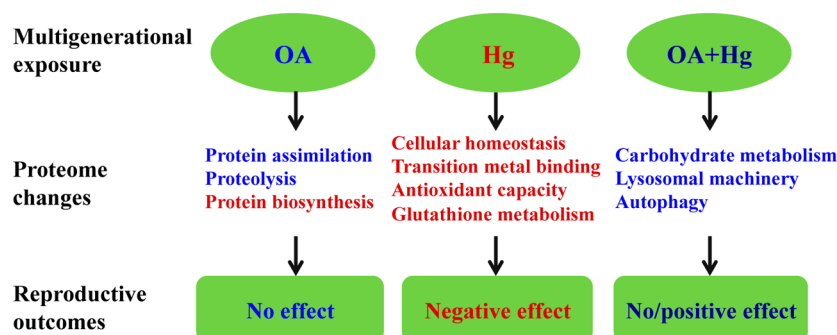 Multigenerational
exposure
OA
Hg
OA+Hg
Proteome
changes
Protein assimilation
Proteolysis
Protein biosynthesis
Cellular homeostasis
Transition metal binding
Antioxidant capacity
Glutathione metabolism
Carbohydrate metabolism
Lysosomal machinery
Autophagy
Reproductive
outcomes
No effect
Negative effect
No/positive effect